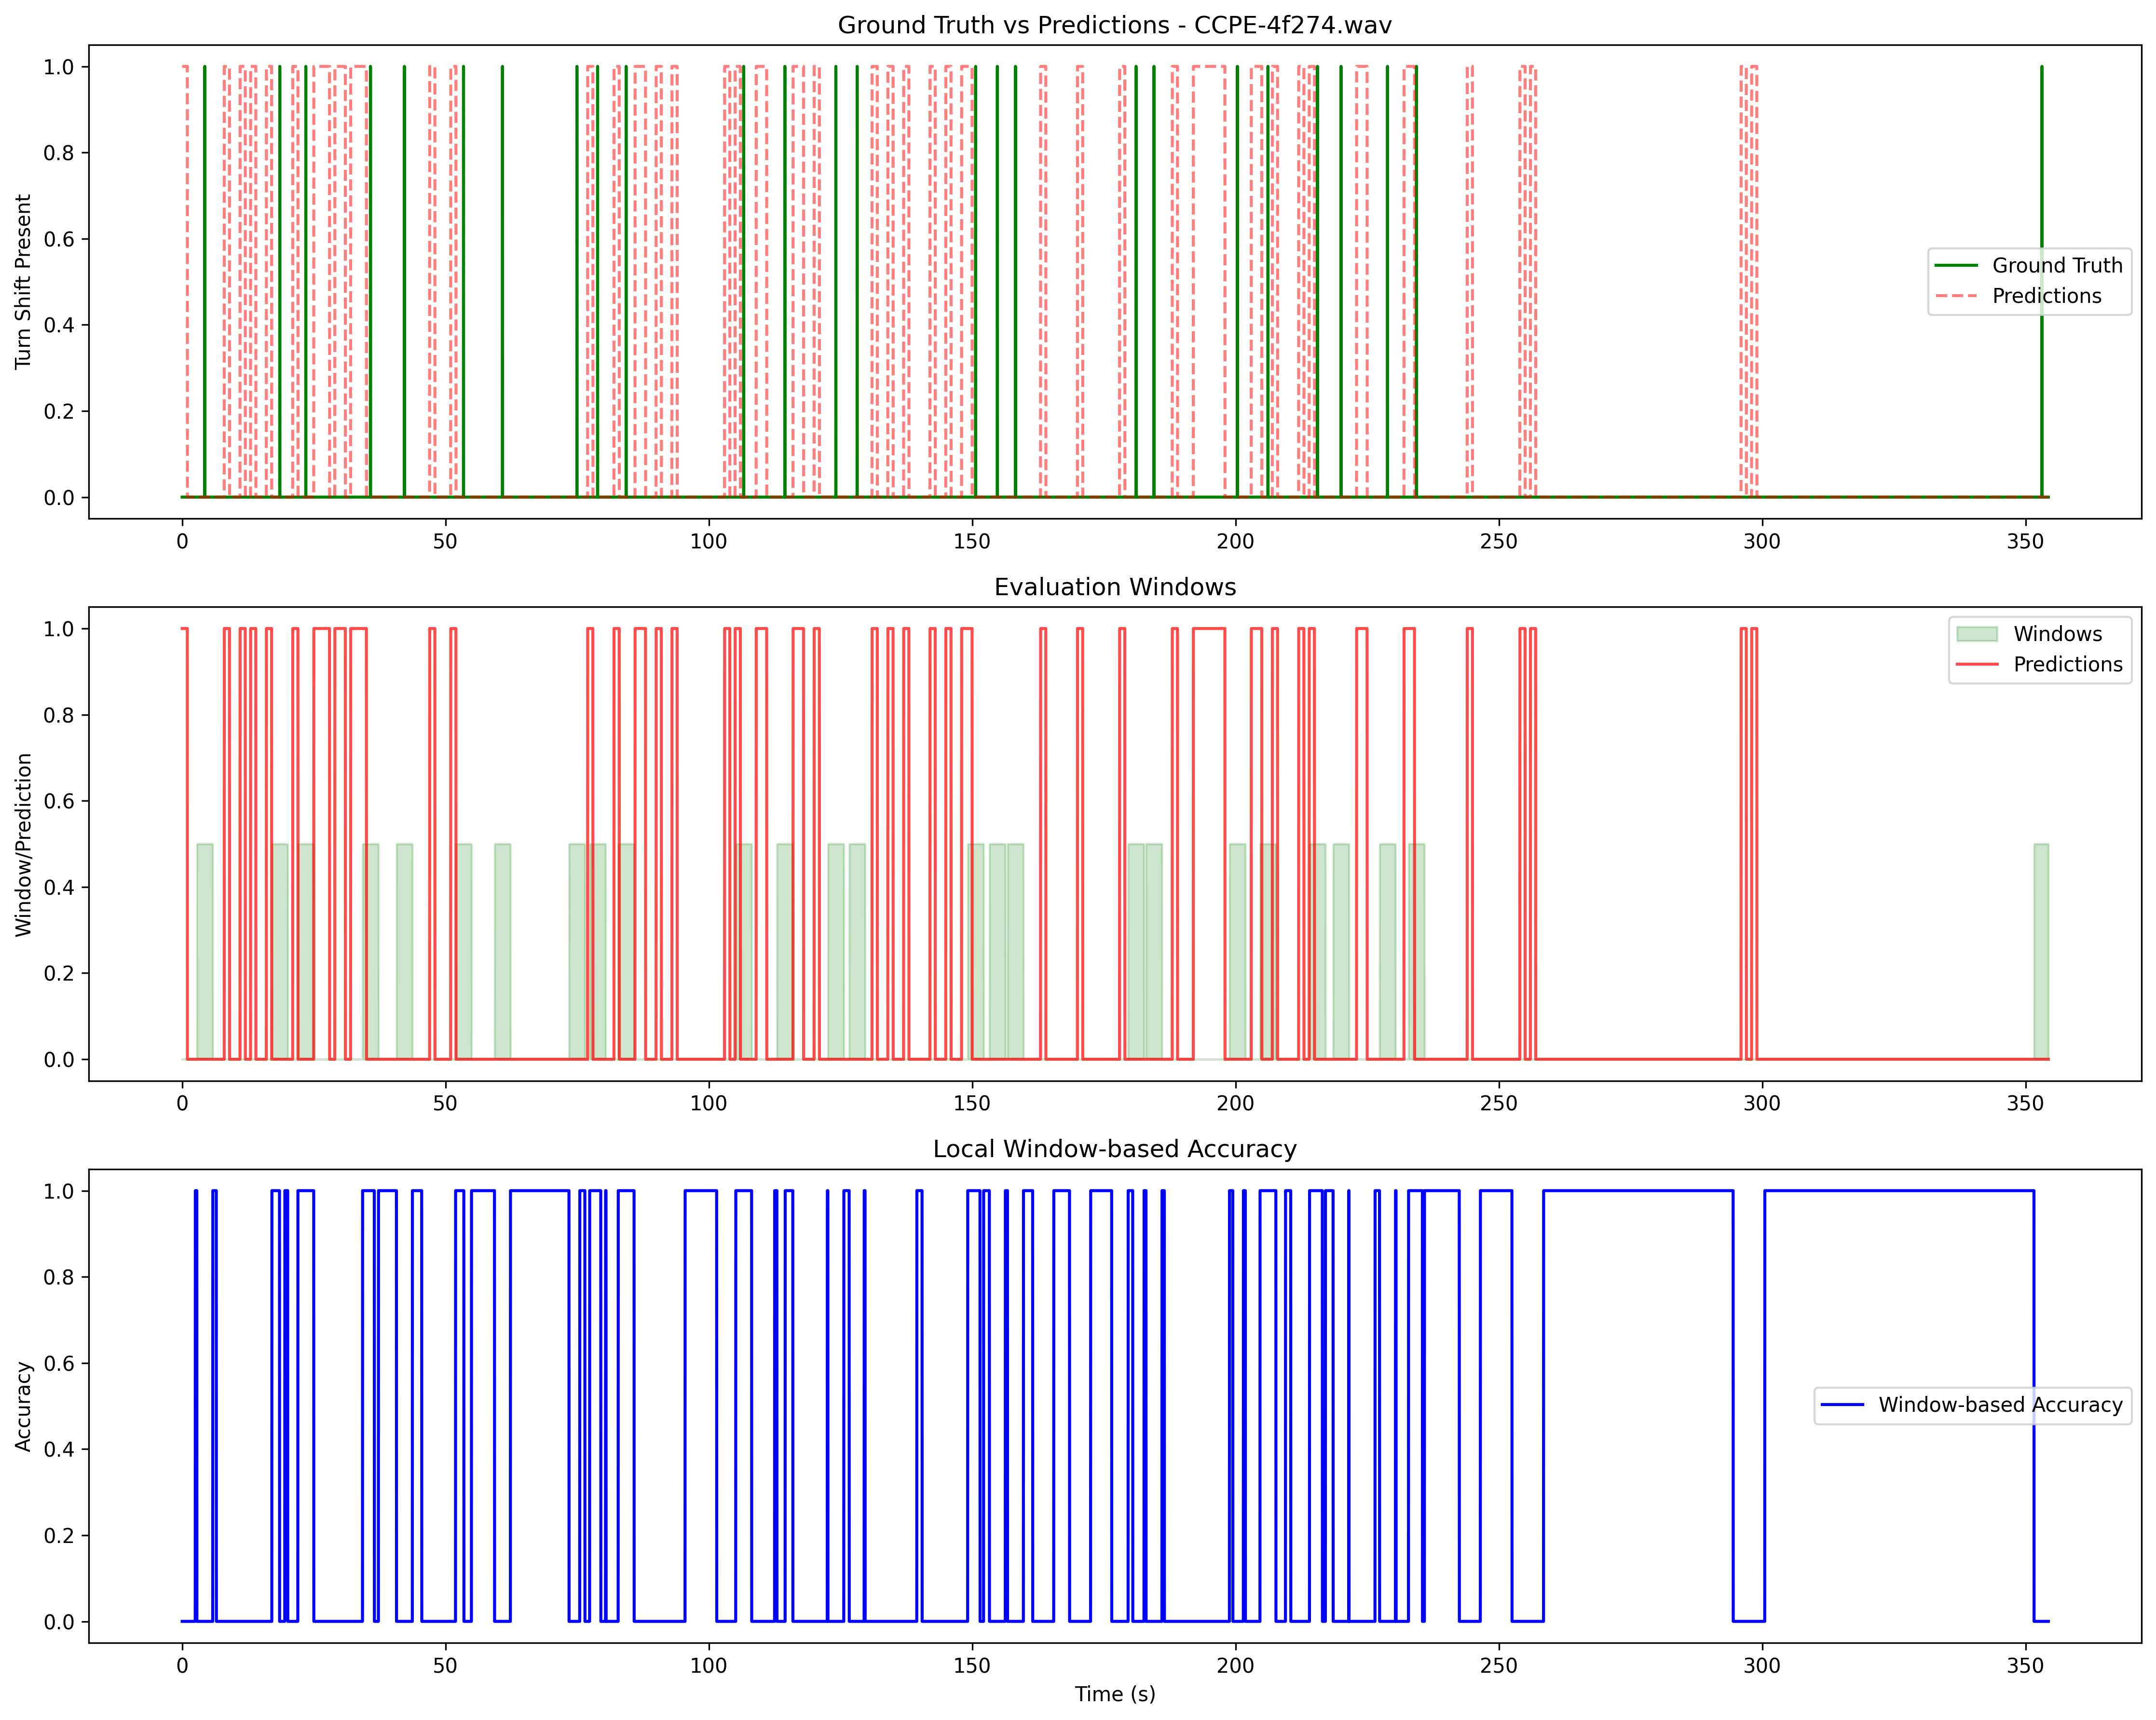 Ground Truth vs Predictions - CCPE-4f274.wav
Turn Shift Present
1.0
0.8
0.6
0.4
0.2
0.0
Ground Truth
Predictions
0 50 100 150 200 250 300 350
Evaluation Windows
Window/Prediction
1.0
0.8
0.6
0.4
0.2
0.0
Windows
Predictions
0 50 100 150 200 250 300 350
Local Window-based Accuracy
Accuracy
1.0
0.8
0.6
0.4
0.2
0.0
Window-based Accuracy
0 50 100 150 200 250 300 350
Time (s)